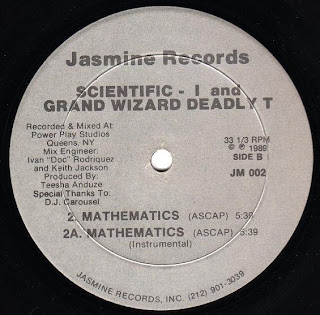 Jasmine Records
SCIENTIFIC - I and
GRAND WIZARD DEADLY T
Recorded & Mixed At:
Power Play Studios
Queens, NY
Mix Engineer:
Ivan "Doc" Rodriquez
and Keith Jackson
Produced By:
Teesha Anduze
Special Thanks To:
D.J. Carousel
33 1/3 RPM
© ℗ 1989
SIDE B
JM 002
2. MATHEMATICS (ASCAP) 5:39
2A. MATHEMATICS (ASCAP) 5:39
(Instrumental)
JASMINE RECORDS, INC. (212) 901-3039